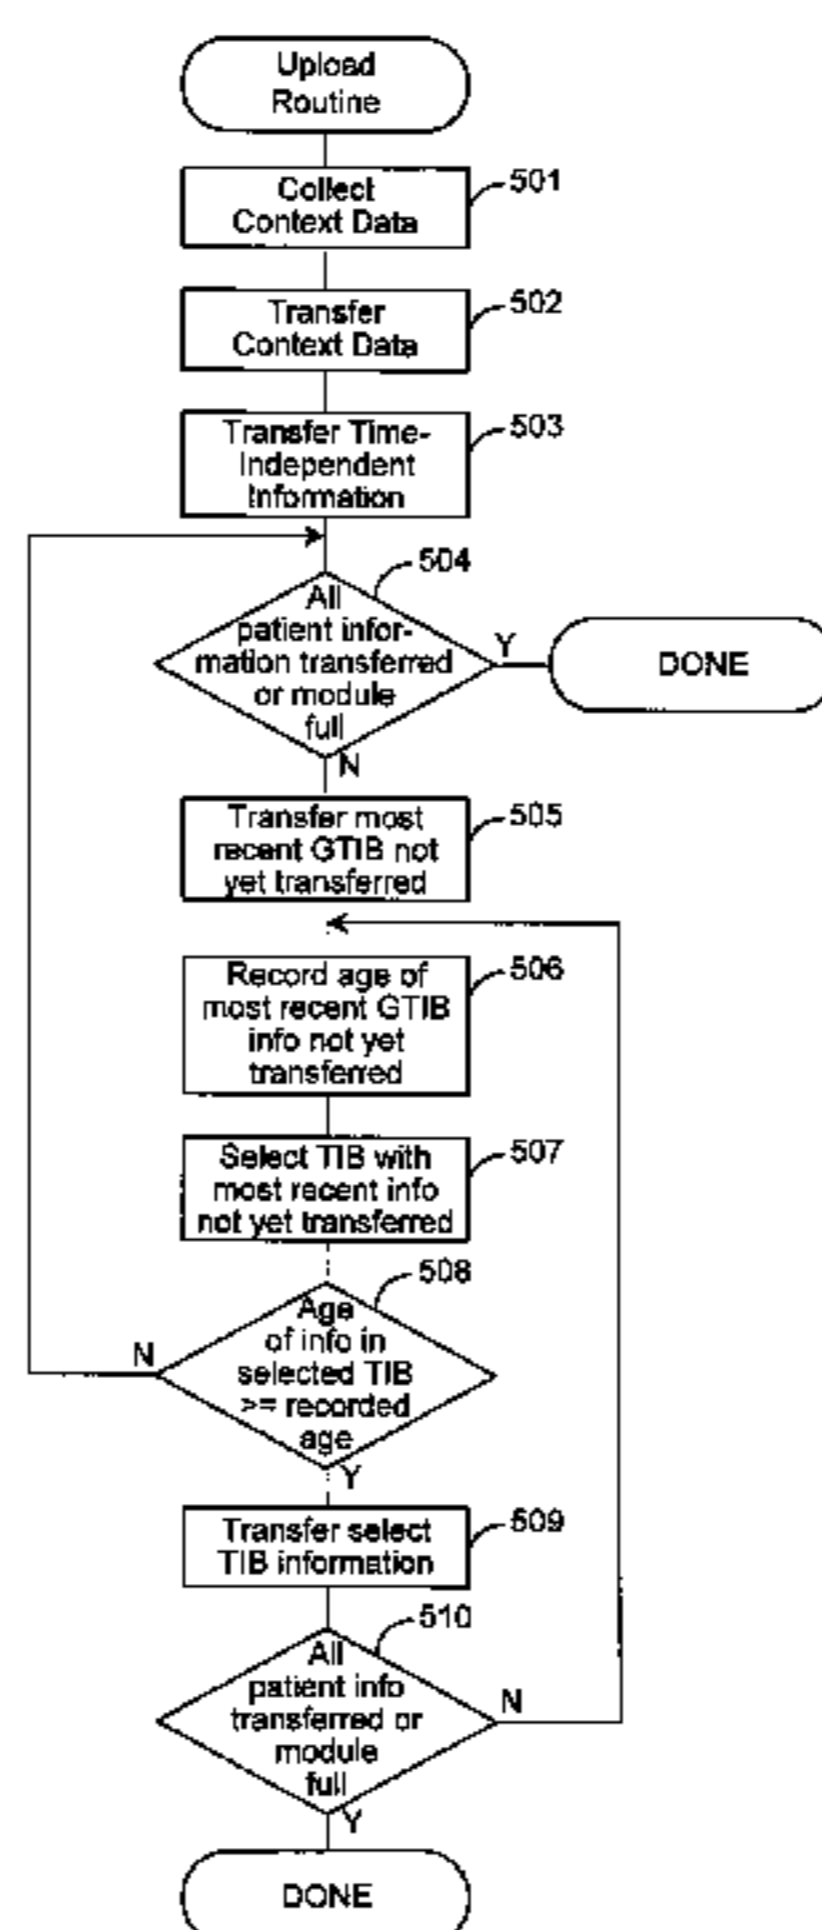 Upload
Routine
Collect
Context Data
501
Transfer
Context Data
502
Transfer Time-
Independent
Information
503
504
All
patient infor-
mation transferred
or module
full
Y
DONE
N
Transfer most
recent GTIB not
yet transferred
505
Record age of
most recent GTIB
info not yet
transferred
506
Select TIB with
most recent info
not yet transferred
507
508
Age
of info in
selected TIB
>= recorded
age
N
Y
Transfer select
TIB information
509
510
All
patient info
transferred or
module
full
N
Y
DONE